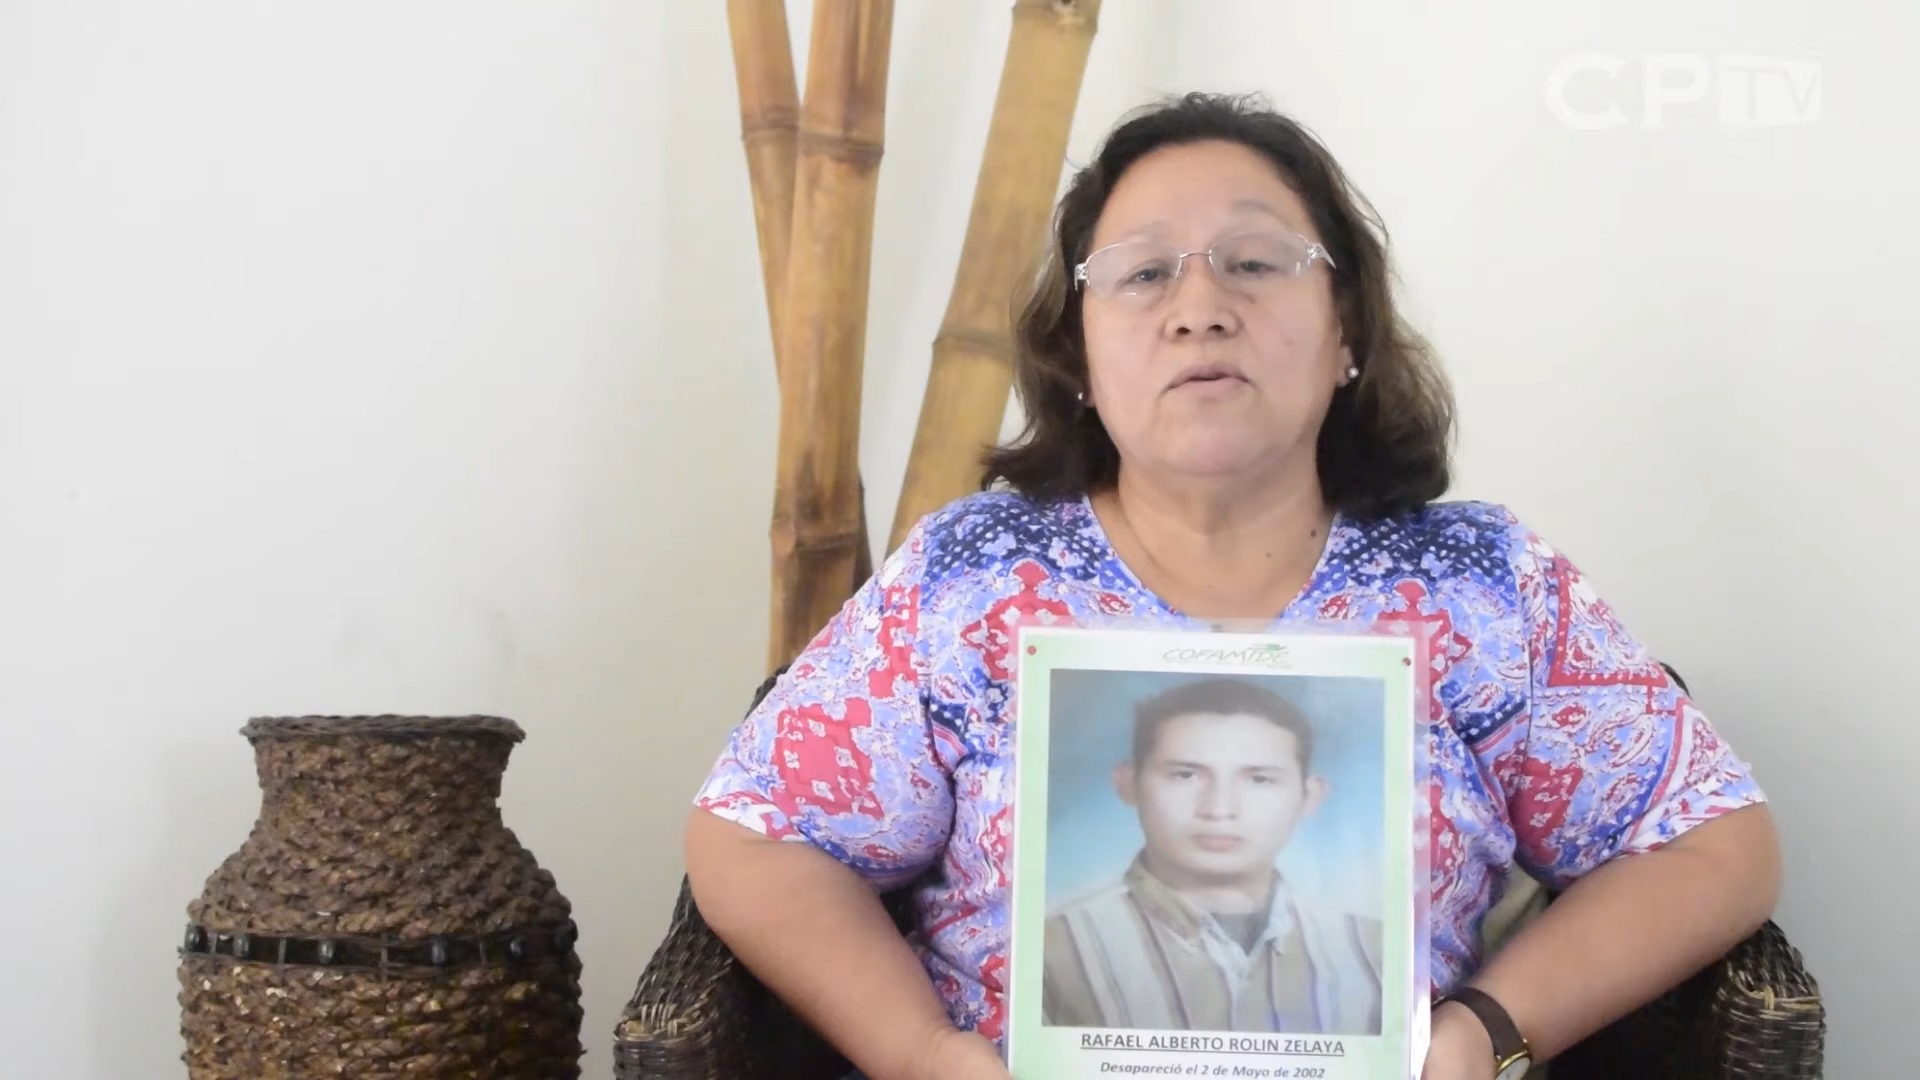 CPTV
COFAMIDE
RAFAEL ALBERTO ROLIN ZELAYA
Desapareció el 2 de Mayo de 2002